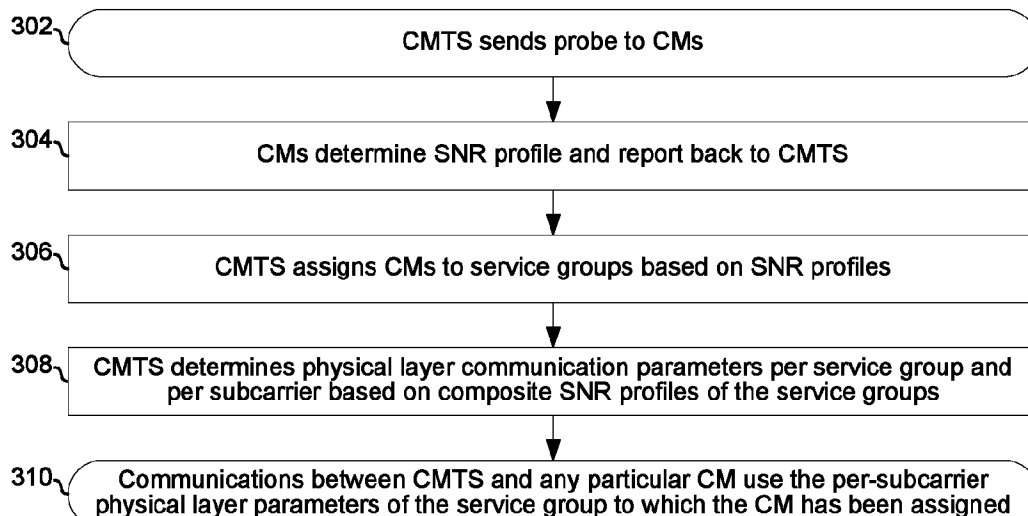 302
CMTS sends probe to CMs
304
CMs determine SNR profile and report back to CMTS
306
CMTS assigns CMs to service groups based on SNR profiles
308
CMTS determines physical layer communication parameters per service group and
per subcarrier based on composite SNR profiles of the service groups
310
Communications between CMTS and any particular CM use the per-subcarrier
physical layer parameters of the service group to which the CM has been assigned